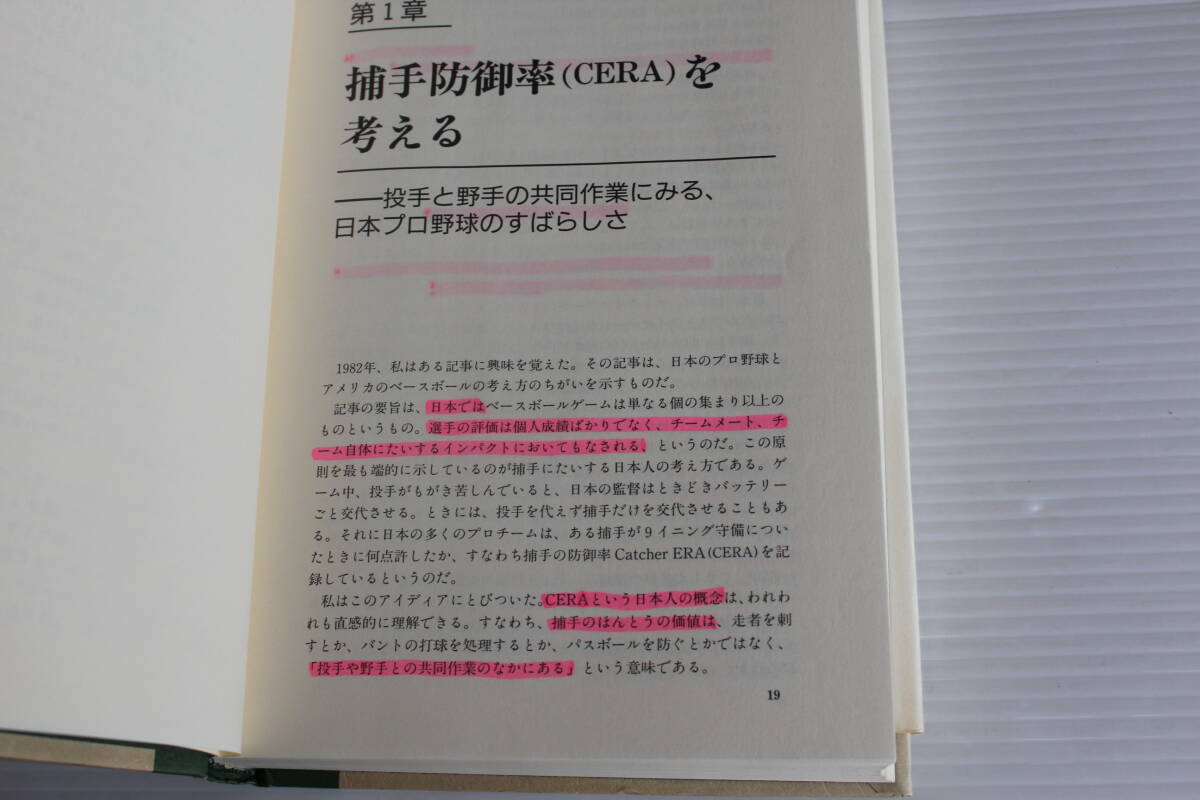 第1章
捕手防御率(CERA)を
考える
――投手と野手の共同作業にみる、
日本プロ野球のすばらしさ
1982年、私はある記事に興味を覚えた。その記事は、日本のプロ野球と
アメリカのベースボールの考え方のちがいを示すものだ。
記事の要旨は、日本ではベースボールゲームは単なる個の集まり以上の
ものというもの。選手の評価は個人成績ばかりでなく、チームメート、チ
ーム自体にたいするインパクトにおいてもなされる、というのだ。この原
則を最も端的に示しているのが捕手にたいする日本人の考え方である。ゲ
ーム中、投手がもがき苦しんでいると、日本の監督はときどきバッテリー
ごと交代させる。ときには、投手を代えず捕手だけを交代させることもあ
る。それに日本の多くのプロチームは、ある捕手が9イニング守備につい
たときに何点許したか、すなわち捕手の防御率Catcher ERA(CERA)を記
録しているというのだ。
私はこのアイディアにとびついた。CERAという日本人の概念は、われわ
れも直感的に理解できる。すなわち、捕手のほんとうの価値は、走者を刺
すとか、バントの打球を処理するとか、パスボールを防ぐとかではなく、
「投手や野手との共同作業のなかにある」という意味である。
19